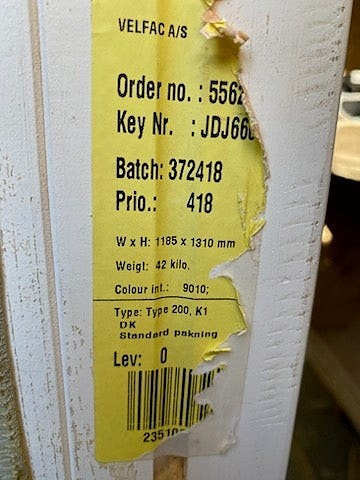 VELFAC A/S
Order no. : 5562
Key Nr. : JDJ66
Batch: 372418
Prio.: 418
W x H: 1185 x 1310 mm
Weigt: 42 kilo.
Colour int.: 9010;
Type: Type 200, K1
DK
Standard pakning
Lev: 0
23510